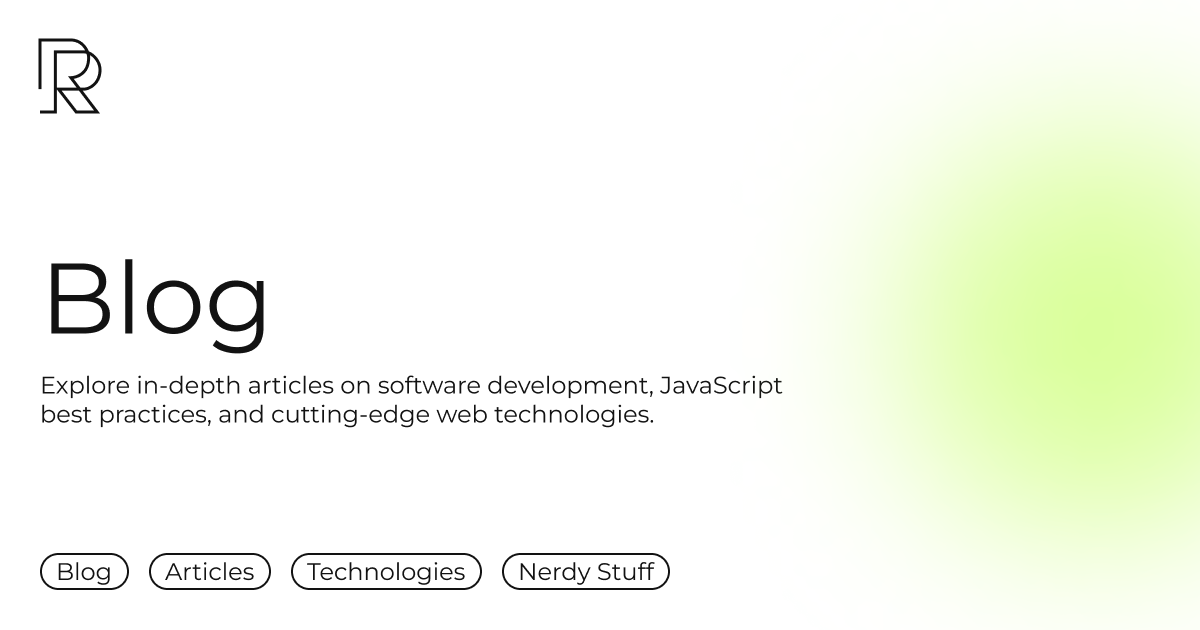 Blog
Explore in-depth articles on software development, JavaScript
best practices, and cutting-edge web technologies.
Blog Articles Technologies Nerdy Stuff